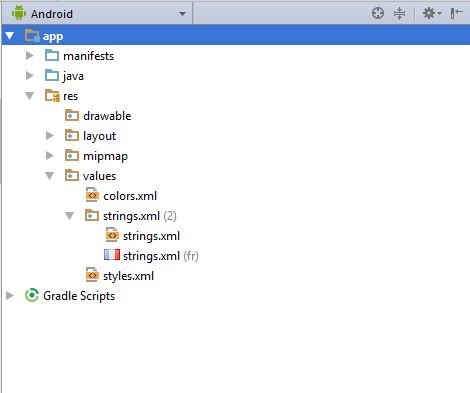 Android
app
manifests
java
res
drawable
layout
mipmap
values
colors.xml
strings.xml (2)
strings.xml
strings.xml (fr)
styles.xml
Gradle Scripts